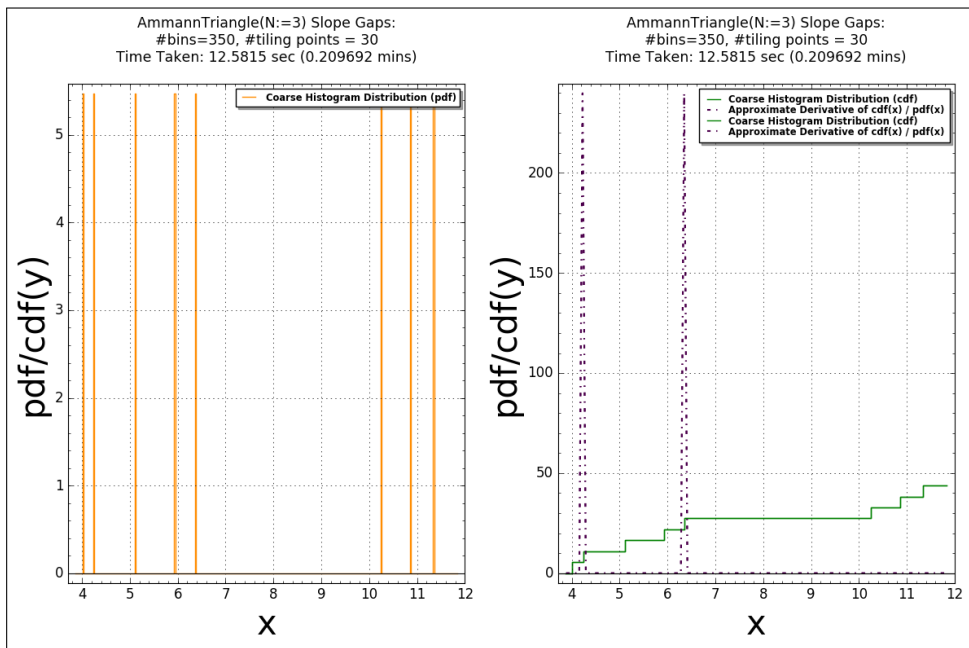 AmmannTriangle(N:=3) Slope Gaps:
#bins=350, #tiling points = 30
Time Taken: 12.5815 sec (0.209692 mins)
Coarse Histogram Distribution (pdf)
pdf/cdf(y)
5
4
3
2
1
0
4 5 6 7 8 9 10 11 12
x
AmmannTriangle(N:=3) Slope Gaps:
#bins=350, #tiling points = 30
Time Taken: 12.5815 sec (0.209692 mins)
Coarse Histogram Distribution (cdf)
Approximate Derivative of cdf(x) / pdf(x)
Coarse Histogram Distribution (cdf)
Approximate Derivative of cdf(x) / pdf(x)
pdf/cdf(y)
200
150
100
50
0
4 5 6 7 8 9 10 11 12
x